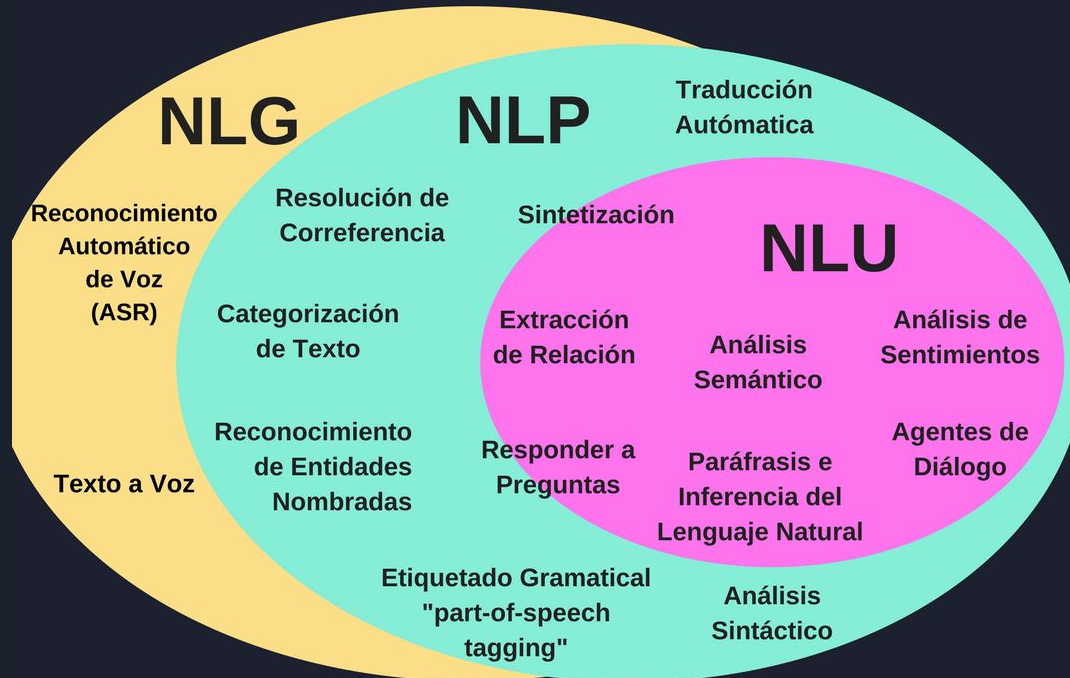 NLG
NLP
Traducción
Autómatica
Reconocimiento
Automático
de Voz
(ASR)
Resolución de
Correferencia
Sintetización
NLU
Categorización
de Texto
Extracción
de Relación
Análisis
Semántico
Análisis de
Sentimientos
Reconocimiento
de Entidades
Nombradas
Responder a
Preguntas
Paráfrasis e
Inferencia del
Lenguaje Natural
Agentes de
Diálogo
Texto a Voz
Etiquetado Gramatical
"part-of-speech
tagging"
Análisis
Sintáctico